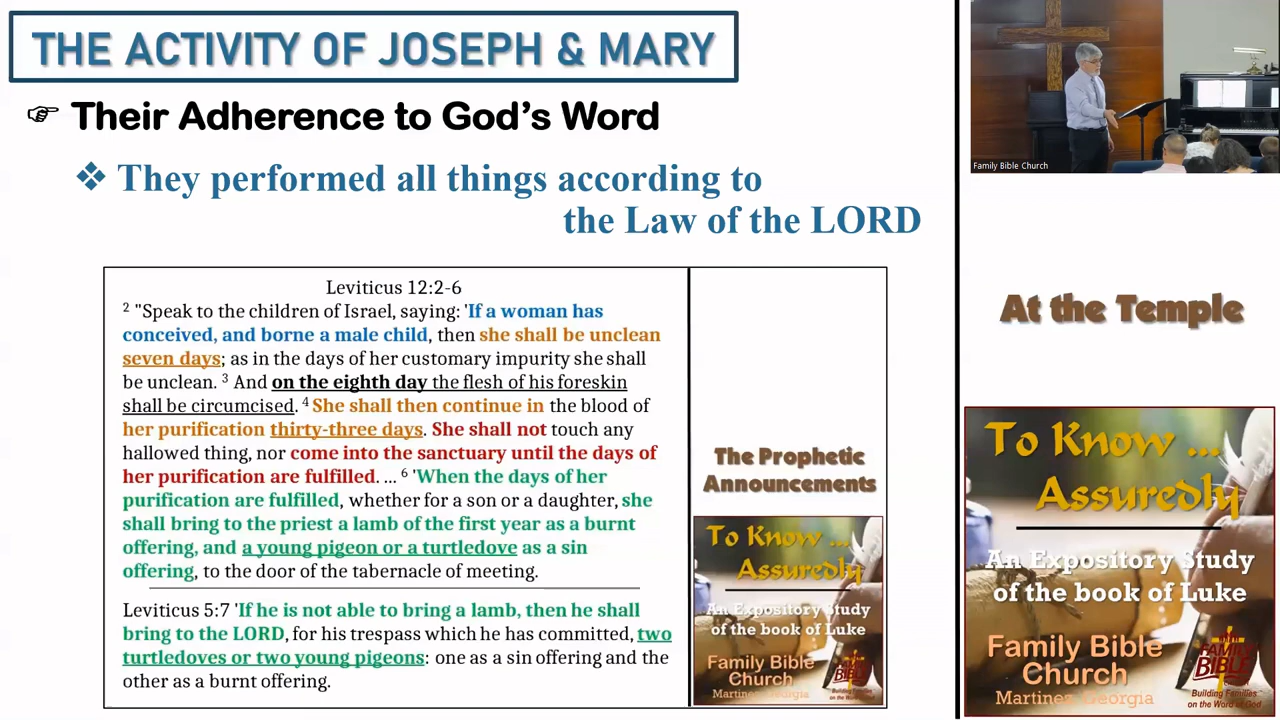 THE ACTIVITY OF JOSEPH & MARY
☞ Their Adherence to God's Word
❖ They performed all things according to
the Law of the LORD
Leviticus 12:2-6
2 "Speak to the children of Israel, saying: 'If a woman has
conceived, and borne a male child, then she shall be unclean
seven days; as in the days of her customary impurity she shall
be unclean. 3 And on the eighth day the flesh of his foreskin
shall be circumcised. 4 She shall then continue in the blood of
her purification thirty-three days. She shall not touch any
hallowed thing, nor come into the sanctuary until the days of
her purification are fulfilled. ... 6 'When the days of her
purification are fulfilled, whether for a son or a daughter, she
shall bring to the priest a lamb of the first year as a burnt
offering, and a young pigeon or a turtledove as a sin
offering, to the door of the tabernacle of meeting.
Leviticus 5:7 'If he is not able to bring a lamb, then he shall
bring to the LORD, for his trespass which he has committed, two
turtledoves or two young pigeons: one as a sin offering and the
other as a burnt offering.
The Prophetic
Announcements
To Know ...
Assuredly
An Expository Study
of the book of Luke
Family Bible
Church
Martinez, Georgia
Family Bible Church
At the Temple
To Know ...
Assuredly
An Expository Study
of the book of Luke
Family Bible
Church
Martinez, Georgia
FAMILY
BIBLE
CHURCH
Building Families
on the Word of God